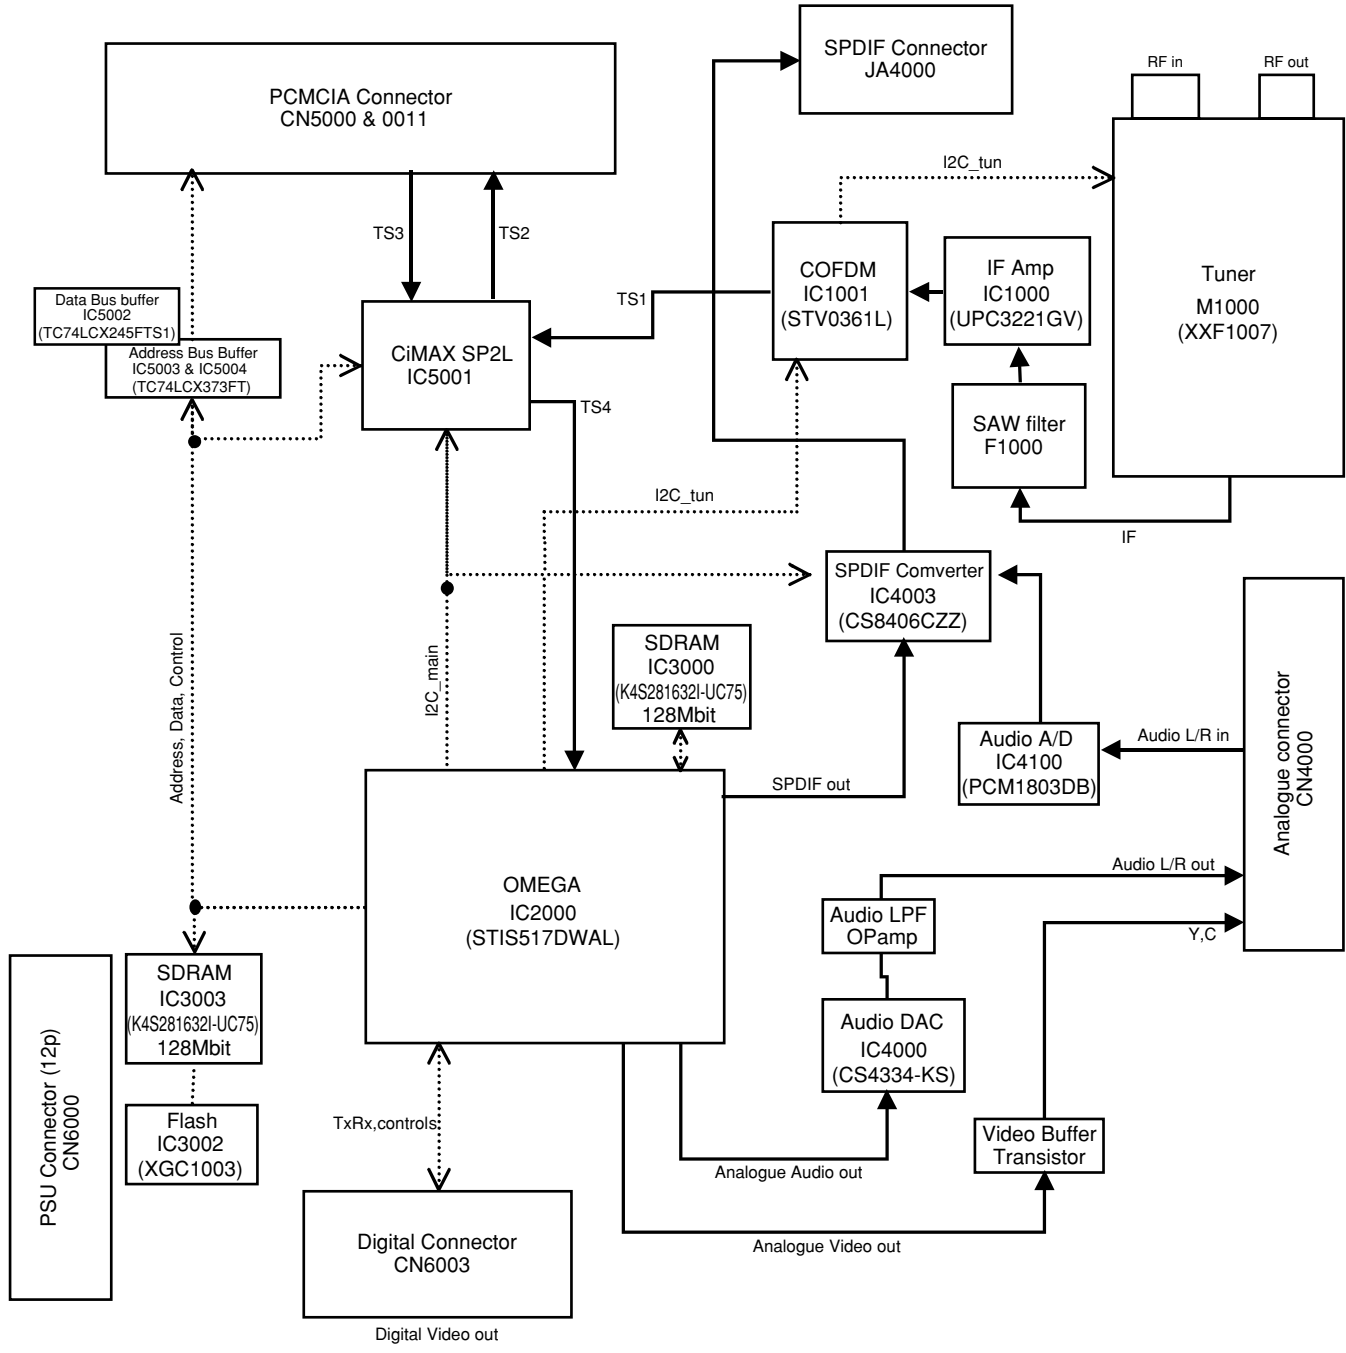 SPDIF Connector
JA4000
RF in
RF out
PCMCIA Connector
CN5000 & 0011
I2C_tun
TS3
TS2
COFDM
IC1001
(STV0361L)
IF Amp
IC1000
(UPC3221GV)
Tuner
M1000
(XXF1007)
Data Bus buffer
IC5002
(TC74LCX245FTS1)
Address Bus Buffer
IC5003 & IC5004
(TC74LCX373FT)
TS1
CiMAX SP2L
IC5001
TS4
SAW filter
F1000
I2C_tun
IF
SPDIF Comverter
IC4003
(CS8406CZZ)
Address, Data, Control
I2C_main
SDRAM
IC3000
(K4S281632I-UC75)
128Mbit
Audio A/D
IC4100
(PCM1803DB)
Audio L/R in
Analogue connector
CN4000
SPDIF out
OMEGA
IC2000
(STIS517DWAL)
Audio L/R out
Audio LPF
OPamp
Y,C
PSU Connector (12p)
CN6000
SDRAM
IC3003
(K4S281632I-UC75)
128Mbit
Audio DAC
IC4000
(CS4334-KS)
Flash
IC3002
(XGC1003)
TxRx,controls
Video Buffer
Transistor
Analogue Audio out
Digital Connector
CN6003
Analogue Video out
Digital Video out